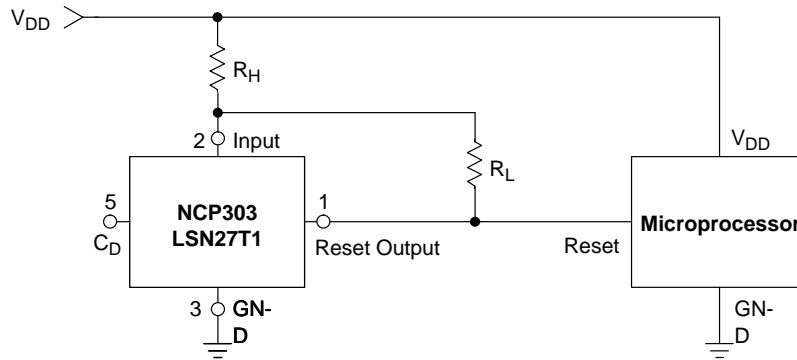 VDD
RH
2 Input
VDD
RL
5
CD
NCP303
LSN27T1
1
Reset Output
Reset
Microprocessor
3 GN-
D
GN-
D